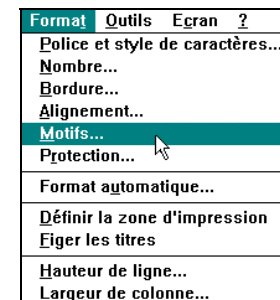 Format Outils Ecran ?
Police et style de caractères...
Nombre...
Bordure...
Alignement...
Motifs...
Protection...
Format automatique...
Définir la zone d'impression
Figer les titres
Hauteur de ligne...
Largeur de colonne...